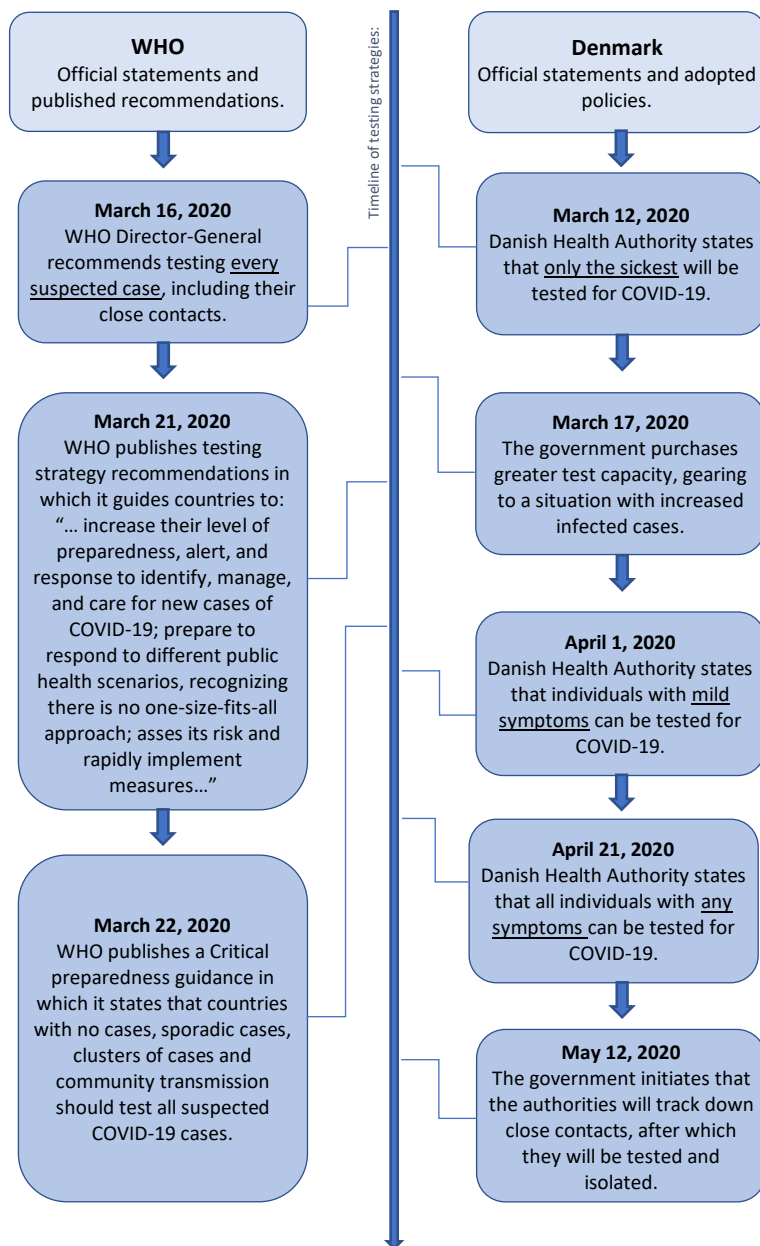 WHO
Official statements and
published recommendations.
March 16, 2020
WHO Director-General
recommends testing every
suspected case, including their
close contacts.
March 21, 2020
WHO publishes testing
strategy recommendations in
which it guides countries to:
“… increase their level of
preparedness, alert, and
response to identify, manage,
and care for new cases of
COVID-19; prepare to
respond to different public
health scenarios, recognizing
there is no one-size-fits-all
approach; asses its risk and
rapidly implement
measures…”
March 22, 2020
WHO publishes a Critical
preparedness guidance in
which it states that countries
with no cases, sporadic cases,
clusters of cases and
community transmission
should test all suspected
COVID-19 cases.
Timeline of testing strategies:
Denmark
Official statements and adopted
policies.
March 12, 2020
Danish Health Authority states
that only the sickest will be
tested for COVID-19.
March 17, 2020
The government purchases
greater test capacity, gearing
to a situation with increased
infected cases.
April 1, 2020
Danish Health Authority states
that individuals with mild
symptoms can be tested for
COVID-19.
April 21, 2020
Danish Health Authority states
that all individuals with any
symptoms can be tested for
COVID-19.
May 12, 2020
The government initiates that
the authorities will track down
close contacts, after which
they will be tested and
isolated.